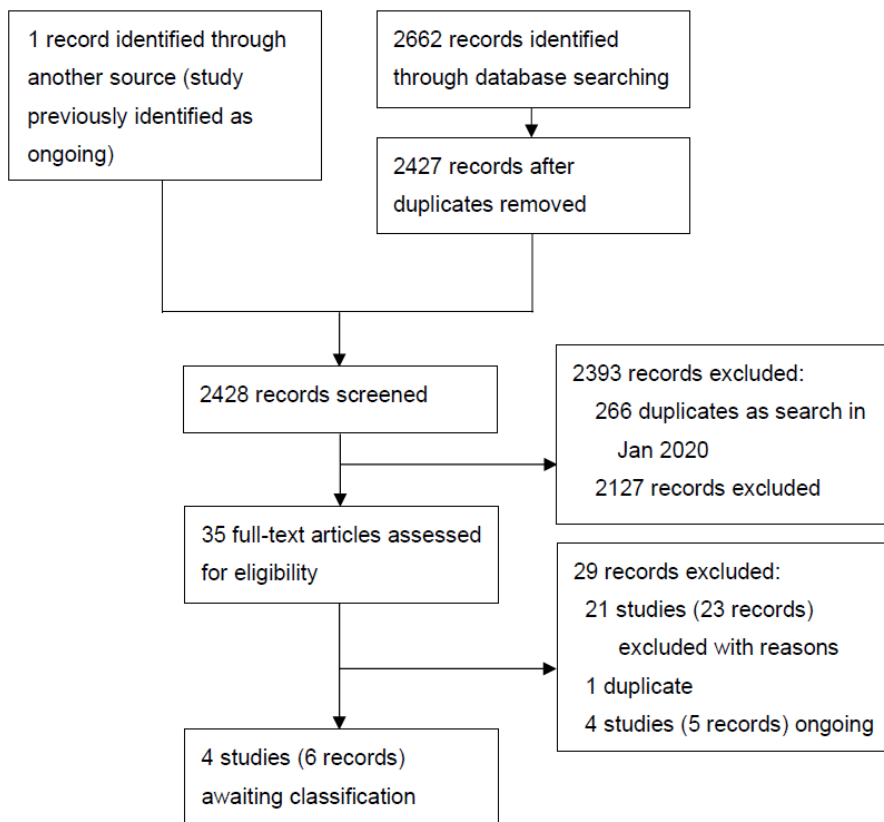 1 record identified through
another source (study
previously identified as
ongoing)
2662 records identified
through database searching
2427 records after
duplicates removed
2428 records screened
2393 records excluded:
266 duplicates as search in
Jan 2020
2127 records excluded
35 full-text articles assessed
for eligibility
29 records excluded:
21 studies (23 records)
excluded with reasons
1 duplicate
4 studies (5 records) ongoing
4 studies (6 records)
awaiting classification